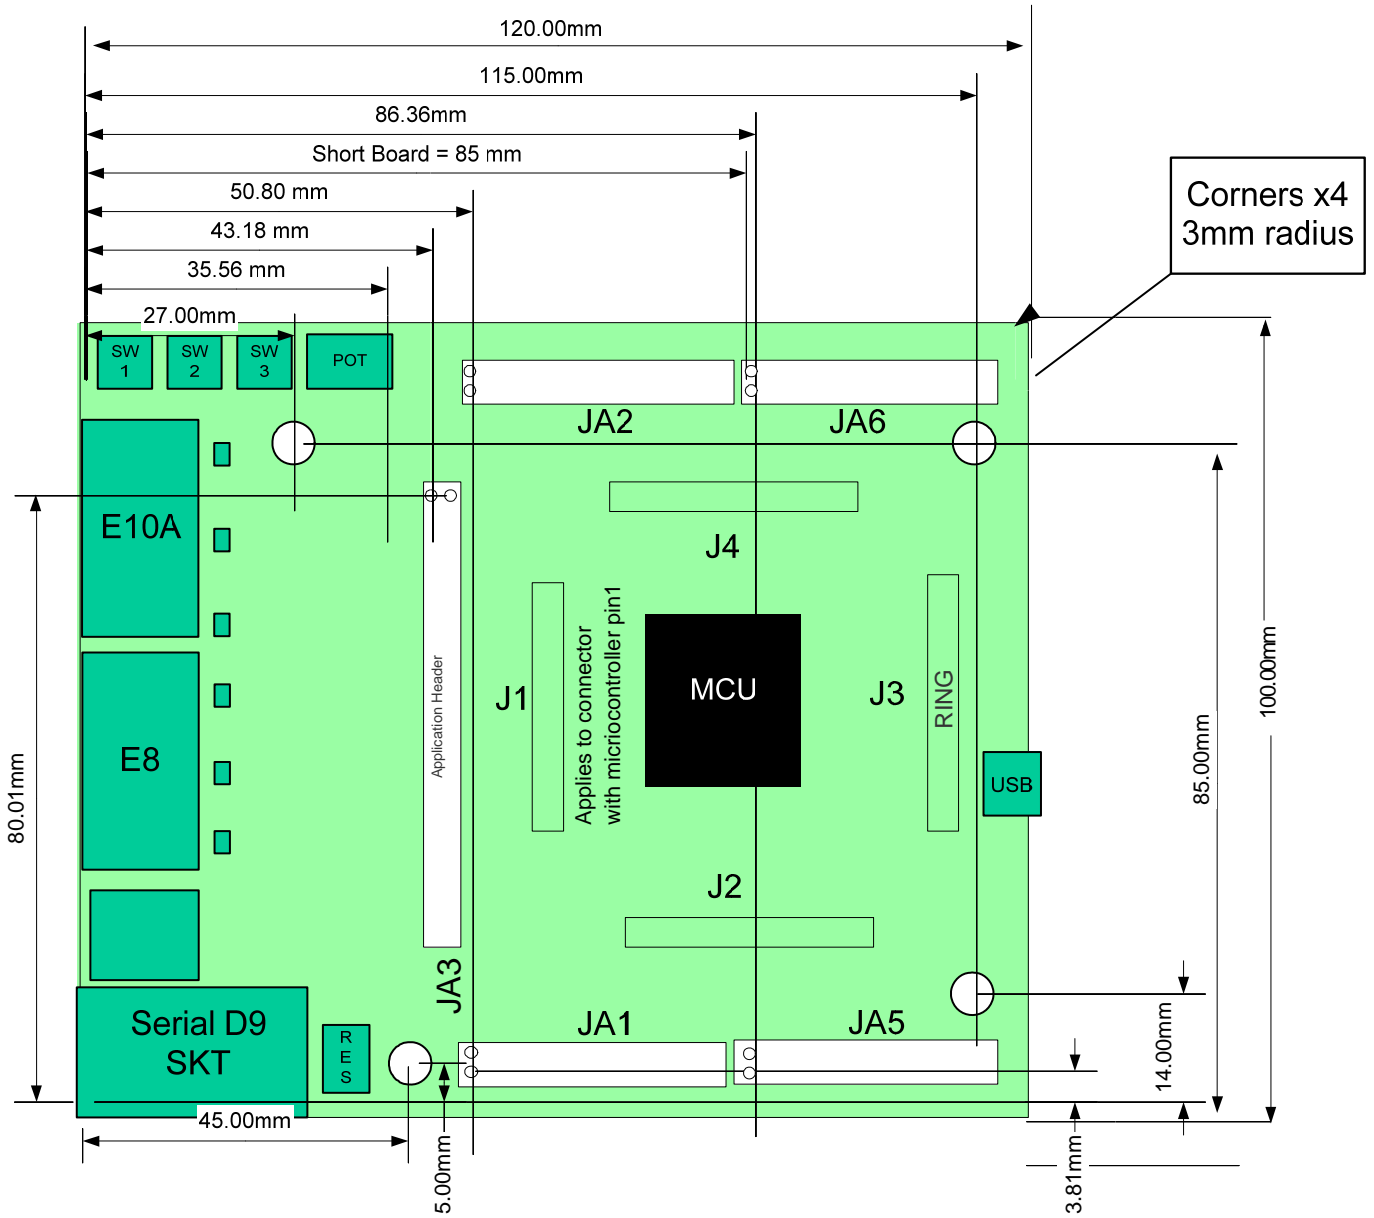 120.00mm
115.00mm
86.36mm
Short Board = 85 mm
50.80 mm
43.18 mm
35.56 mm
27.00mm
Corners x4
3mm radius
SW
1
SW
2
SW
3
POT
JA2
JA6
E10A
J4
Applies to connector
with micriocontroller pin1
J1
MCU
J3
RING
Application Header
E8
USB
80.01mm
85.00mm
100.00mm
J2
JA3
Serial D9
SKT
R
E
S
JA1
JA5
14.00mm
45.00mm
5.00mm
3.81mm